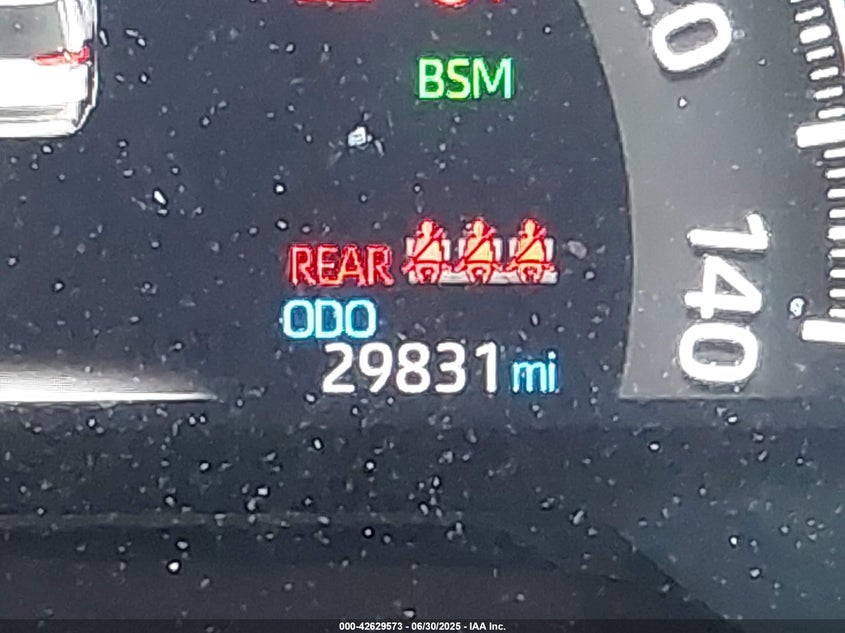 BSM
REAR
ODO
29831 mi
140
000-42629573 - 06/30/2025 - IAA Inc.